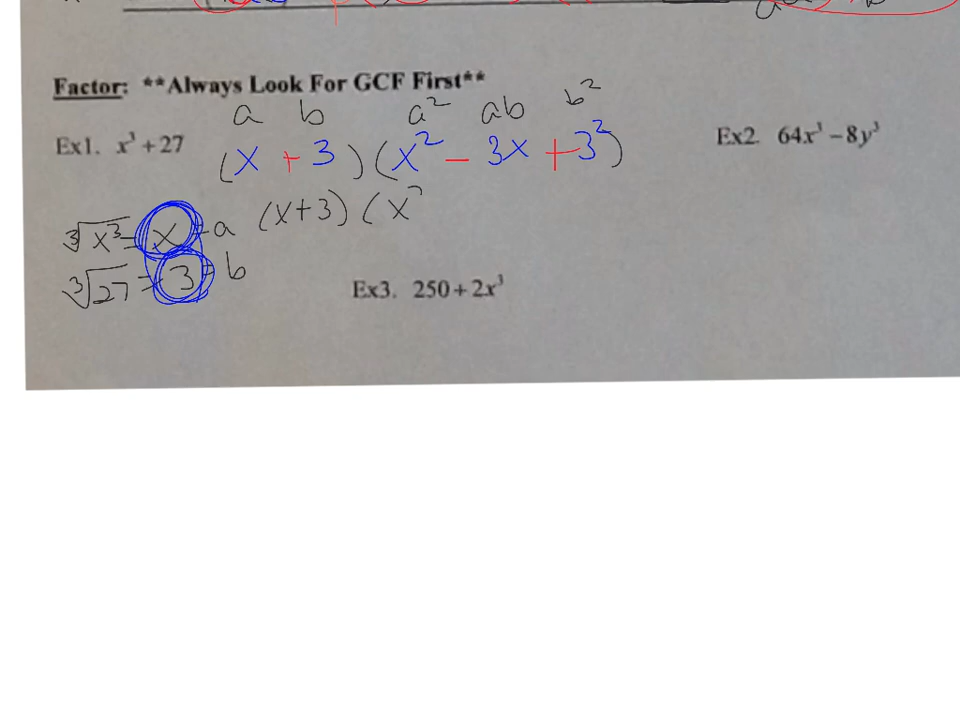 Factor: **Always Look For GCF First**
a b a² ab b²
Ex1. x³ + 27 (x + 3)(x² - 3x + 3²) Ex2. 64x³ - 8y³
∛x³ = x = a (x+3)(x²
∛27 = 3 = b
Ex3. 250 + 2x³